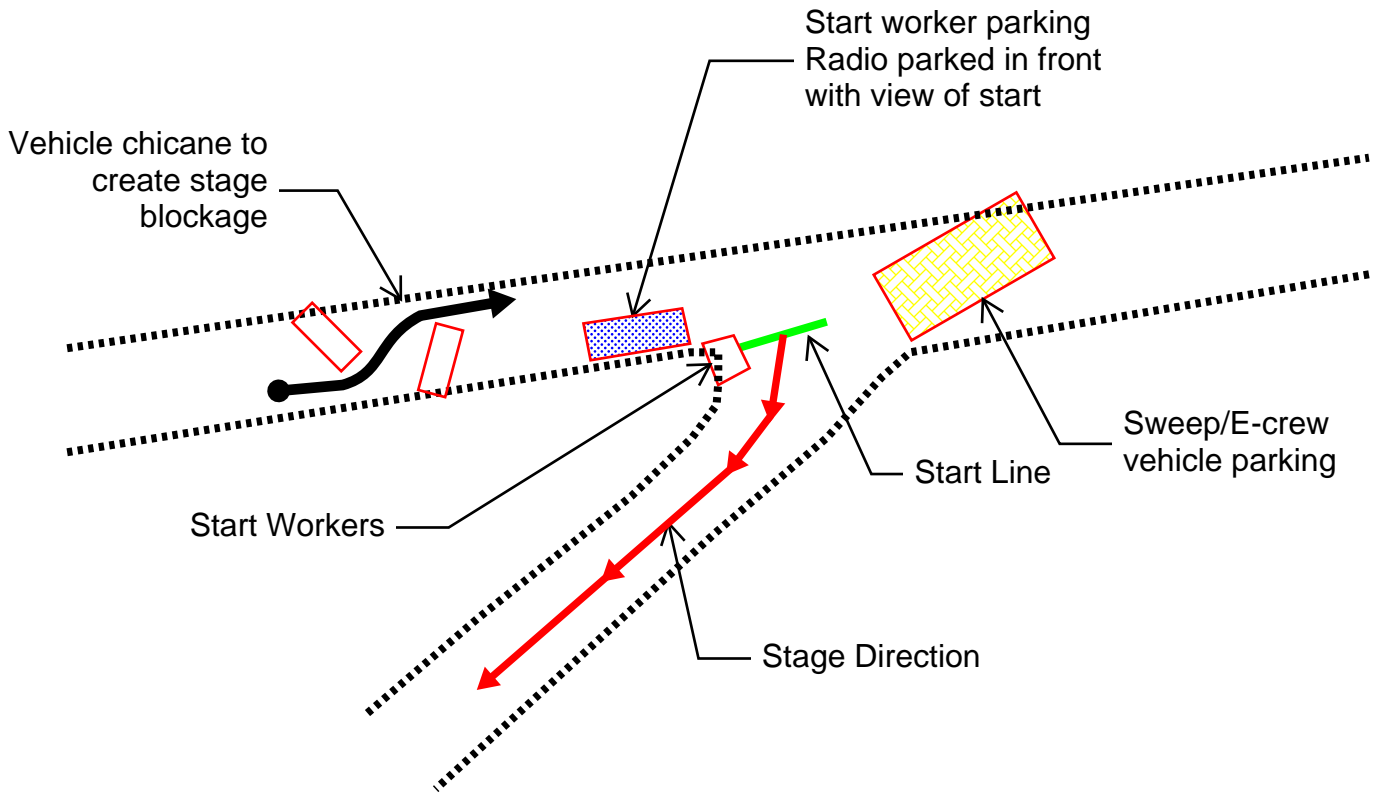 Start worker parking
Radio parked in front
with view of start
Vehicle chicane to
create stage
blockage
Sweep/E-crew
vehicle parking
Start Line
Start Workers
Stage Direction